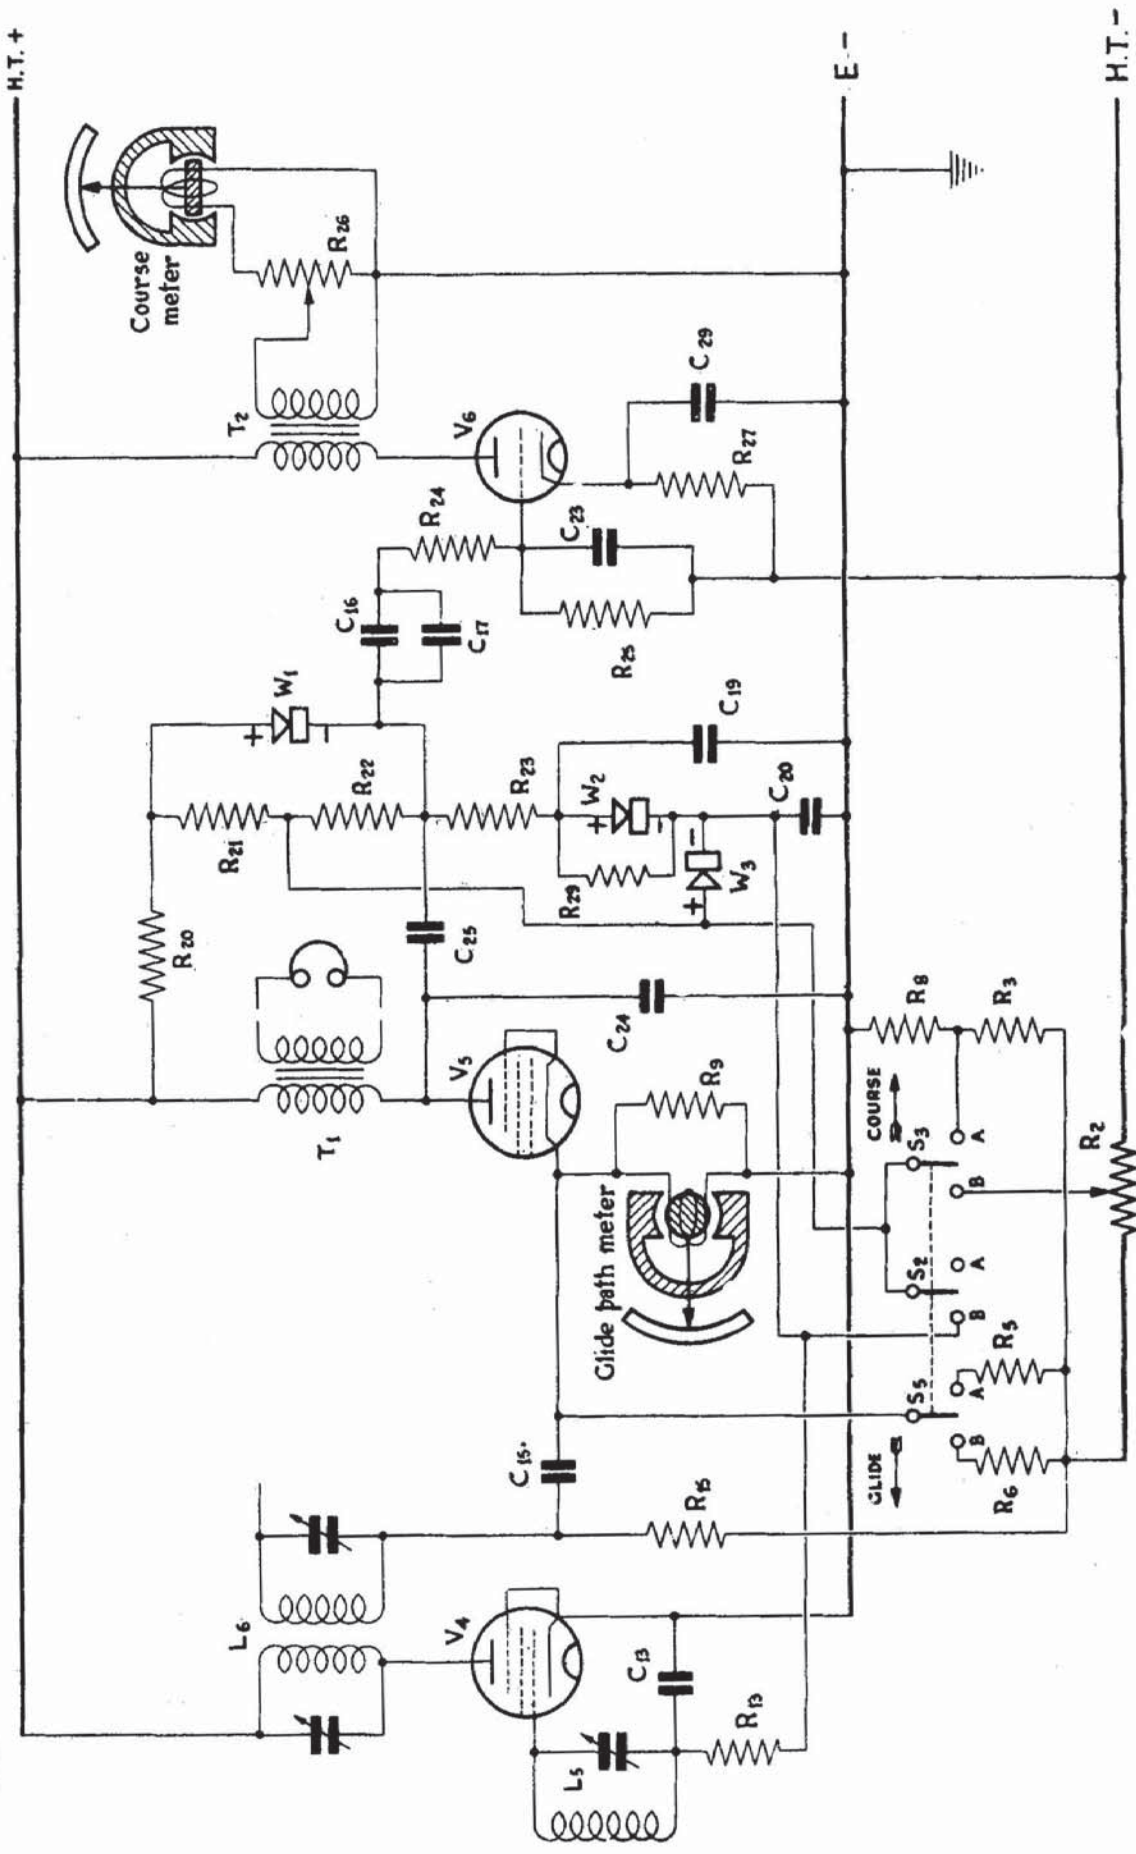 H.T. +
E. -
H.T. -
Course
meter
R26
T2
V6
C29
R27
R24
C23
R25
C16
C17
W1
+
-
R22
R21
R23
C19
W2
+
-
R29
-
W3
+
C20
R20
C25
C24
T1
V5
R9
Glide path meter
R8
R3
COURSE
S3
A
B
R2
S2
A
B
S5
A
B
R5
R6
GLIDE
C15
R15
L6
V4
C13
L5
R13